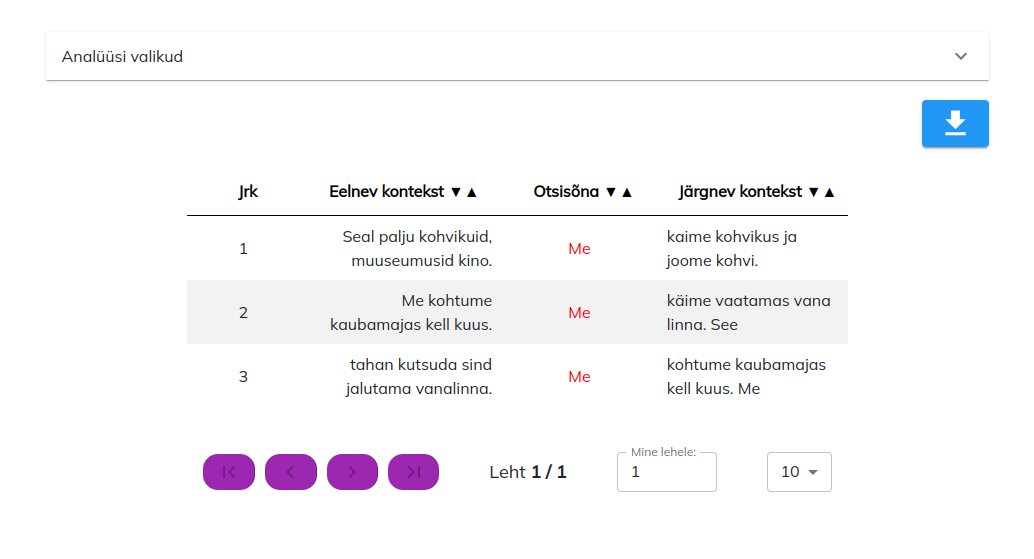 Analüüsi valikud
Jrk Eelnev kontekst ▼▲ Otsisõna ▼▲ Järgnev kontekst ▼▲
1 Seal palju kohvikuid, Me kaime kohvikus ja
muuseumusid kino. joome kohvi.
2 Me kohtume Me käime vaatamas vana
kaubamajas kell kuus. linna. See
3 tahan kutsuda sind Me kohtume kaubamajas
jalutama vanalinna. kell kuus. Me
Mine lehele:
Leht 1 / 1 1 10